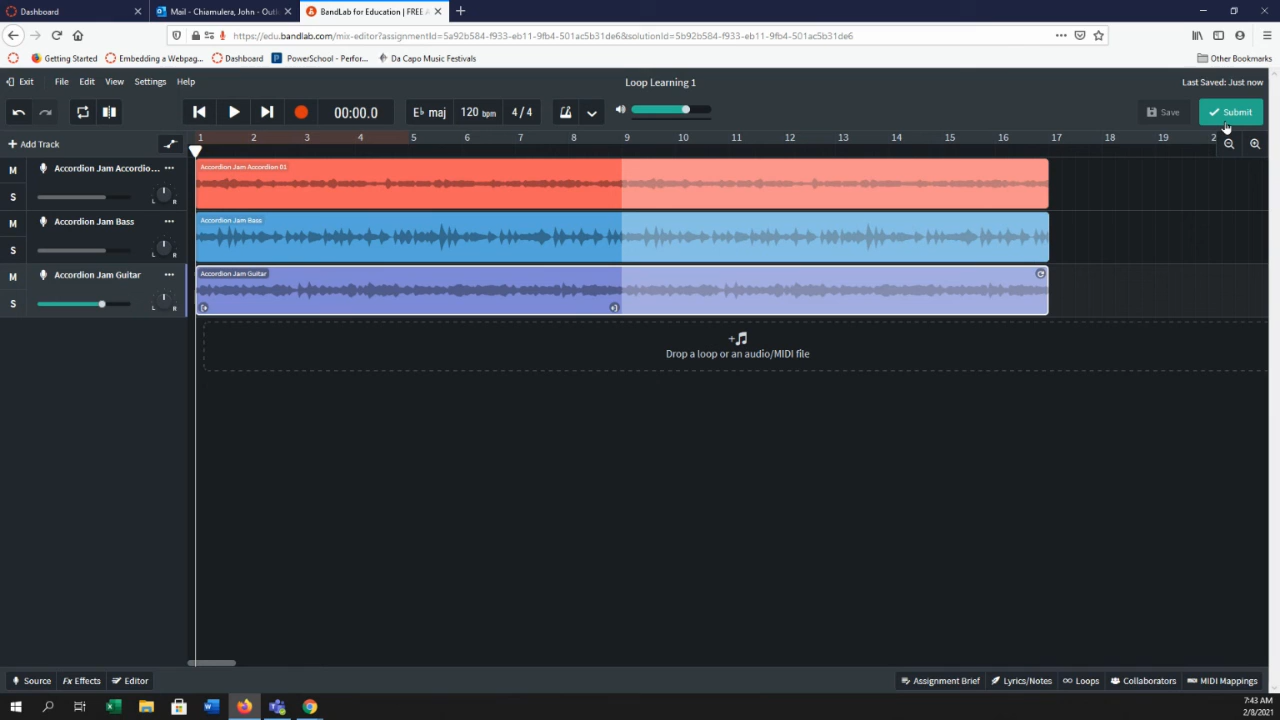 Dashboard
Mail - Chiamulera, John - Outl
BandLab for Education | FREE
https://edu.bandlab.com/mix-editor?assignmentId=5a92b584-f933-eb11-9fb4-501ac5b31de6&solutionId=5b92b584-f933-eb11-9fb4-501ac5b31de6
Getting Started
Embedding a Webpag...
Dashboard
PowerSchool - Perfor...
Da Capo Music Festivals
Other Bookmarks
Exit
File
Edit
View
Settings
Help
Loop Learning 1
Last Saved: Just now
00:00.0
E♭ maj
120 bpm
4 / 4
Save
Submit
+ Add Track
1 2 3 4 5 6 7 8 9 10 11 12 13 14 15 16 17 18 19 2
M
Accordion Jam Accordio...
S
L R
Accordion Jam Accordion 01
M
Accordion Jam Bass
S
L R
Accordion Jam Bass
M
Accordion Jam Guitar
S
L R
Accordion Jam Guitar
Drop a loop or an audio/MIDI file
Source
Fx Effects
Editor
Assignment Brief
Lyrics/Notes
Loops
Collaborators
MIDI Mappings
7:43 AM
2/8/2021